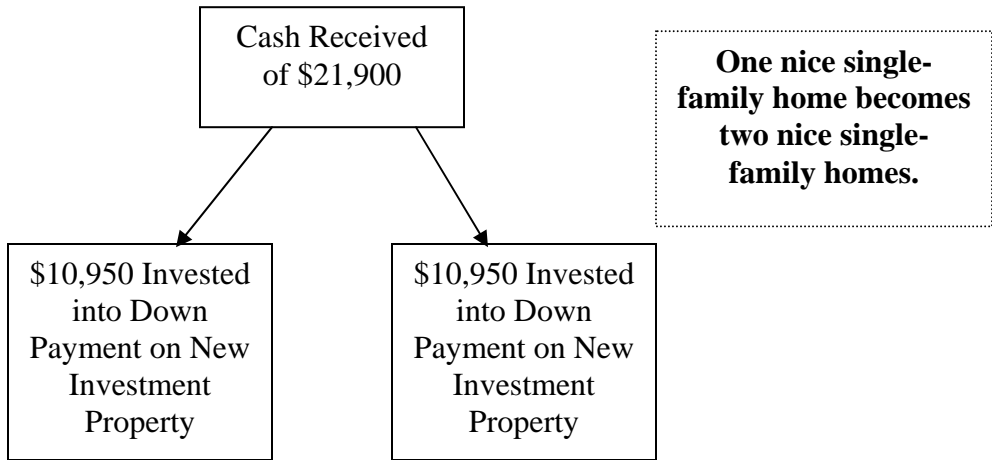 Cash Received
of $21,900
One nice single-
family home becomes
two nice single-
family homes.
$10,950 Invested
into Down
Payment on New
Investment
Property
$10,950 Invested
into Down
Payment on New
Investment
Property